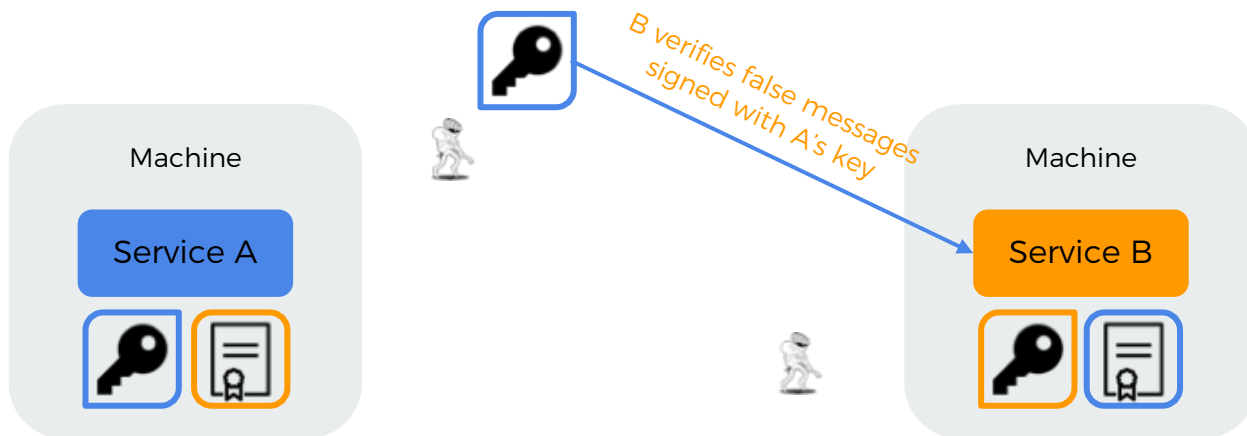 B verifies false messages
signed with A's key
Machine
Machine
Service A
Service B